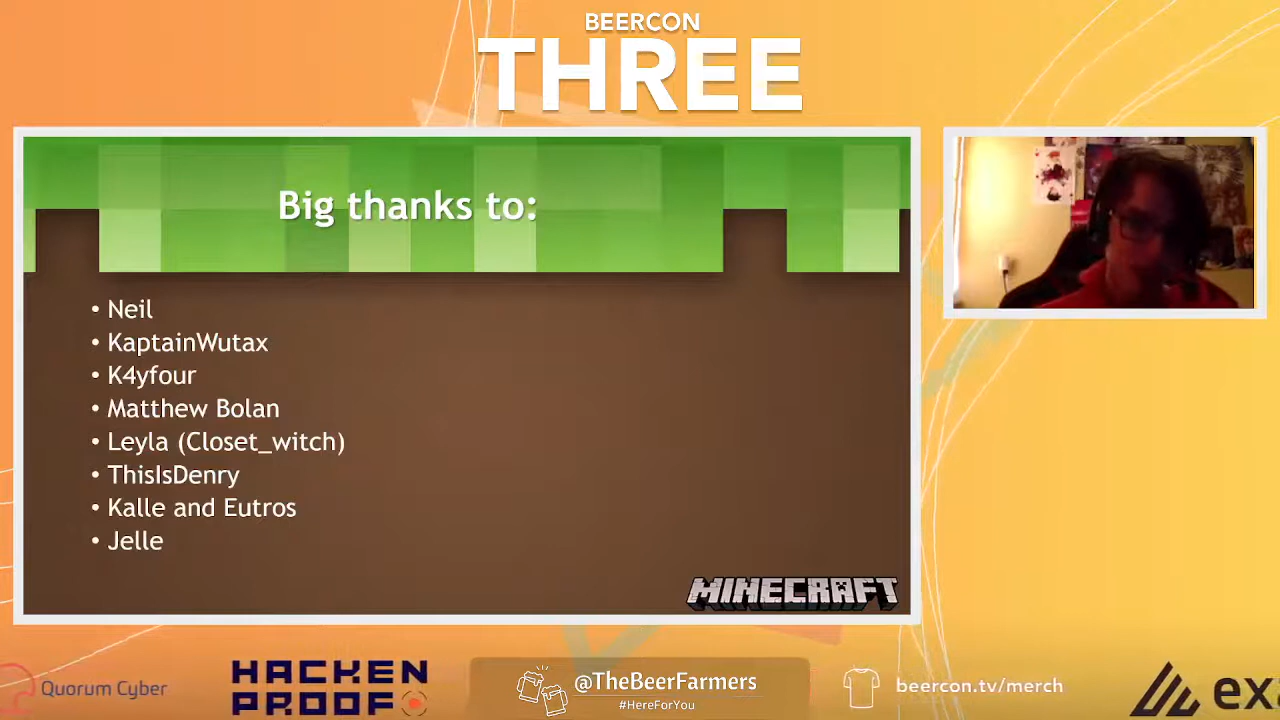 BEERCON
THREE
Big thanks to:
• Neil
• KaptainWutax
• K4yfour
• Matthew Bolan
• Leyla (Closet_witch)
• ThisIsDenry
• Kalle and Eutros
• Jelle
MINECRAFT
Quorum Cyber
HACKEN
PROOF
@TheBeerFarmers
#HereForYou
beercon.tv/merch
exa